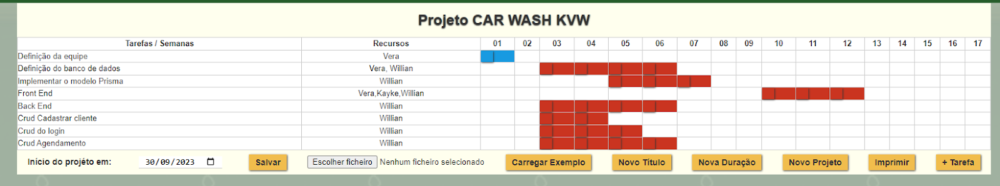 Projeto CAR WASH KVW
Tarefas / Semanas Recursos 01 02 03 04 05 06 07 08 09 10 11 12 13 14 15 16 17
Definição da equipe Vera
Definição do banco de dados Vera, Willian
Implementar o modelo Prisma Willian
Front End Vera,Kayke,Willian
Back End Willian
Crud Cadastrar cliente Willian
Crud do login Willian
Crud Agendamento Willian
Início do projéto em: 30/09/2023 Salvar Escolher ficheiro Nenhum ficheiro selecionado Carregar Exemplo Novo Título Nova Duração Novo Projeto Imprimir + Tarefa